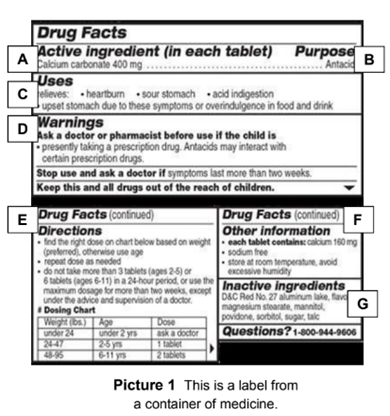 Drug Facts
A Active ingredient (in each tablet) Purpose B
Calcium carbonate 400 mg ........................................ Antacid
C Uses
relieves: • heartburn • sour stomach • acid indigestion
• upset stomach due to these symptoms or overindulgence in food and drink
D Warnings
Ask a doctor or pharmacist before use if the child is
• presently taking a prescription drug. Antacids may interact with
certain prescription drugs.
Stop use and ask a doctor if symptoms last more than two weeks.
Keep this and all drugs out of the reach of children.
E Drug Facts (continued)
Directions
• find the right dose on chart below based on weight
(preferred), otherwise use age
• repeat dose as needed
• do not take more than 3 tablets (ages 2-5) or
6 tablets (ages 6-11) in a 24-hour period, or use the
maximum dosage for more than two weeks, except
under the advice and supervision of a doctor.
# Dosing Chart
Weight (lbs.) Age Dose
under 24 under 2 yrs ask a doctor
24-47 2-5 yrs 1 tablet
48-95 6-11 yrs 2 tablets
Drug Facts (continued) F
Other information
• each tablet contains: calcium 160 mg
• sodium free
• store at room temperature, avoid
excessive humidity
Inactive ingredients G
D&C Red No. 27 aluminum lake, flavo
magnesium stearate, mannitol,
povidone, sorbitol, sugar, talc
Questions? 1-800-944-9606
Picture 1 This is a label from
a container of medicine.